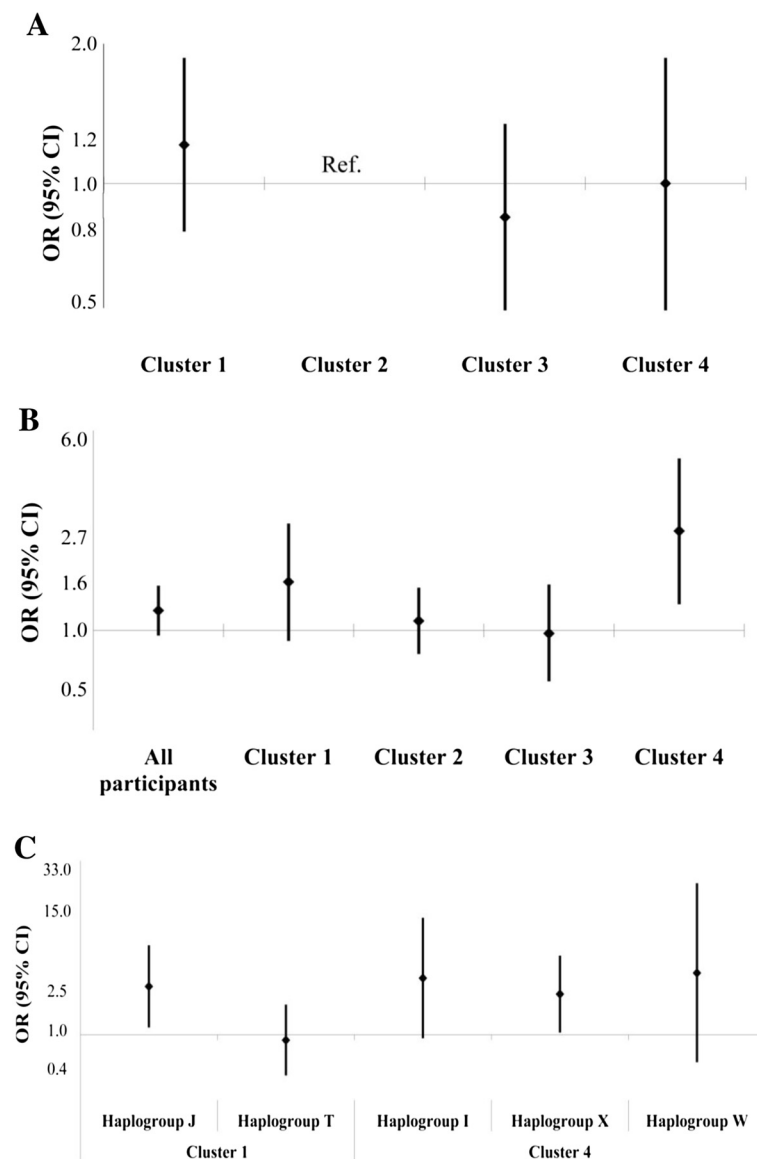 A
OR (95% CI)
2.0
1.2
1.0
0.8
0.5
Ref.
Cluster 1 Cluster 2 Cluster 3 Cluster 4
B
OR (95% CI)
6.0
2.7
1.6
1.0
0.5
All participants Cluster 1 Cluster 2 Cluster 3 Cluster 4
C
OR (95% CI)
33.0
15.0
2.5
1.0
0.4
Haplogroup J Haplogroup T Haplogroup I Haplogroup X Haplogroup W
Cluster 1 Cluster 4